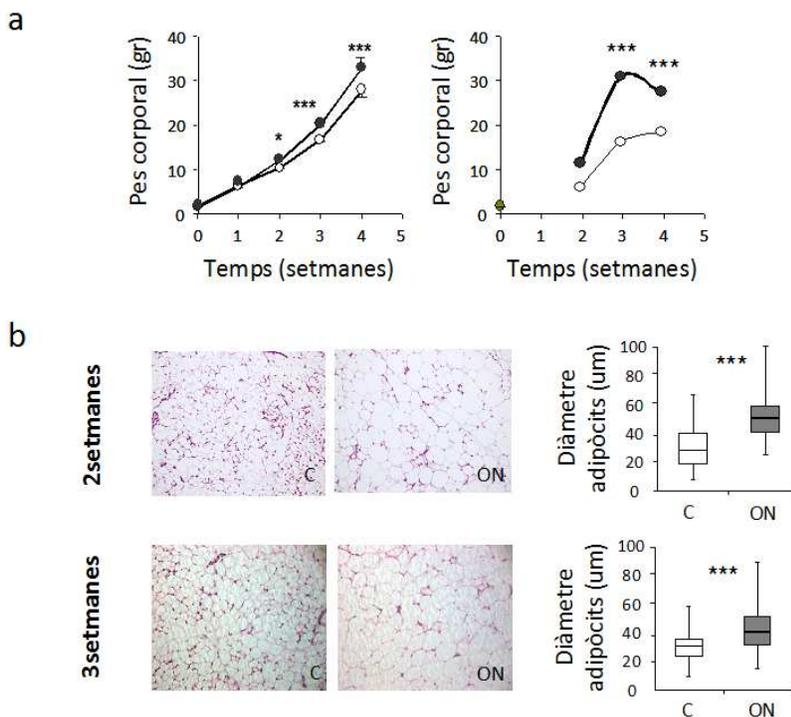 a
Pes corporal (gr)
40
30
20
10
0
*
***
***
0 1 2 3 4 5
Temps (setmanes)
Pes corporal (gr)
40
30
20
10
0
***
***
0 1 2 3 4 5
Temps (setmanes)
b
2setmanes
C
ON
Diàmetre
adipòcits (um)
100
80
60
40
20
0
***
C ON
3setmanes
C
ON
Diàmetre
adipòcits (um)
100
80
60
40
20
0
***
C ON